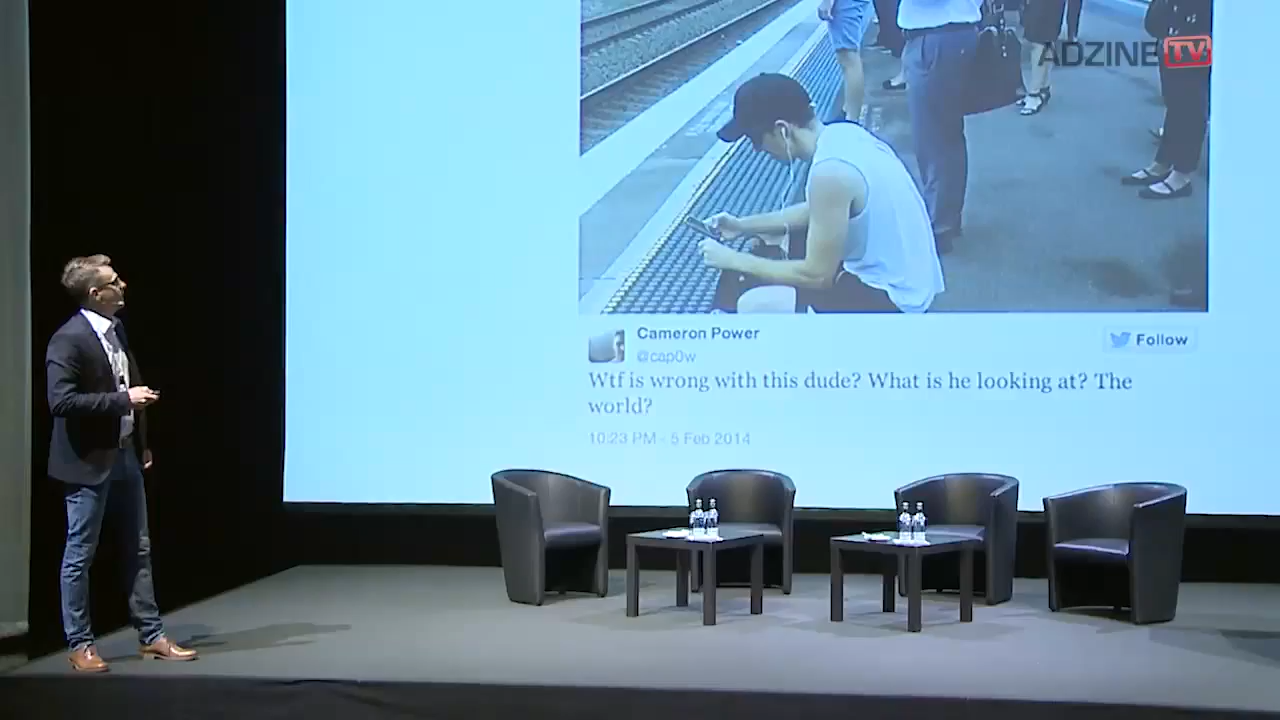 ADZINE TV
Cameron Power
@cap0w
Follow
Wtf is wrong with this dude? What is he looking at? The
world?
10:23 PM - 5 Feb 2014